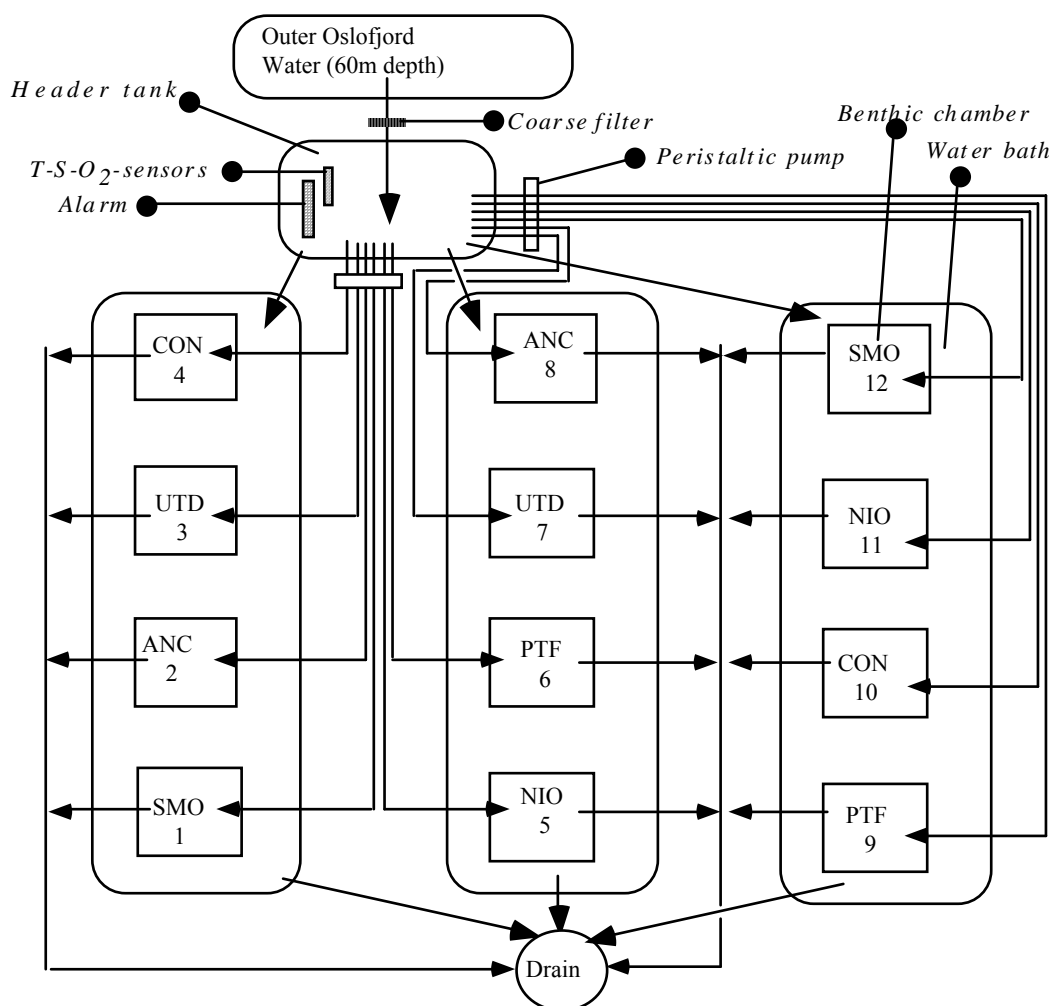 Outer Oslofjord
Water (60m depth)
Header tank
Coarse filter
Benthic chamber
T-S-O2-sensors
Peristaltic pump
Water bath
Alarm
CON
4
ANC
8
SMO
12
UTD
3
UTD
7
NIO
11
ANC
2
PTF
6
CON
10
SMO
1
NIO
5
PTF
9
Drain